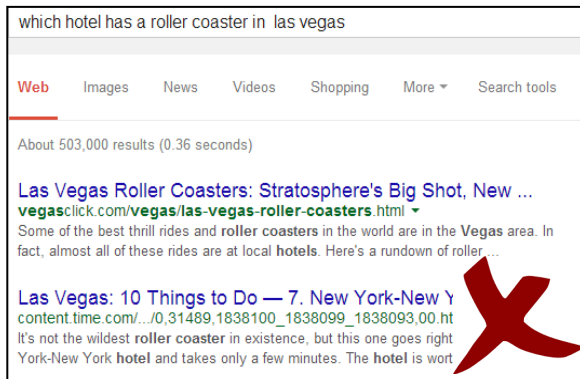 which hotel has a roller coaster in las vegas
Web Images News Videos Shopping More Search tools
About 503,000 results (0.36 seconds)
Las Vegas Roller Coasters: Stratosphere's Big Shot, New ...
vegasclick.com/vegas/las-vegas-roller-coasters.html
Some of the best thrill rides and roller coasters in the world are in the Vegas area. In
fact, almost all of these rides are at local hotels. Here's a rundown of roller ...
Las Vegas: 10 Things to Do — 7. New York-New Y
content.time.com/.../0,31489,1838100_1838099_1838093,00.ht
It's not the wildest roller coaster in existence, but this one goes right
York-New York hotel and takes only a few minutes. The hotel is wort